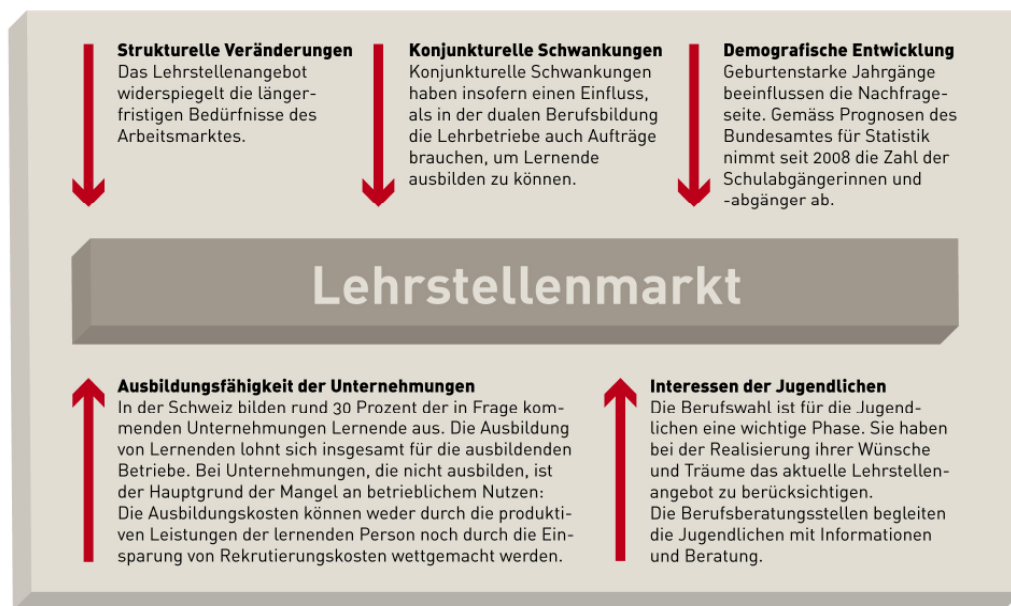 Strukturelle Veränderungen
Das Lehrstellenangebot
widerspiegelt die länger-
fristigen Bedürfnisse des
Arbeitsmarktes.
Konjunkturelle Schwankungen
Konjunkturelle Schwankungen
haben insofern einen Einfluss,
als in der dualen Berufsbildung
die Lehrbetriebe auch Aufträge
brauchen, um Lernende
ausbilden zu können.
Demografische Entwicklung
Geburtenstarke Jahrgänge
beeinflussen die Nachfrage-
seite. Gemäss Prognosen des
Bundesamtes für Statistik
nimmt seit 2008 die Zahl der
Schulabgängerinnen und
-abgänger ab.
Lehrstellenmarkt
Ausbildungsfähigkeit der Unternehmungen
In der Schweiz bilden rund 30 Prozent der in Frage kom-
menden Unternehmungen Lernende aus. Die Ausbildung
von Lernenden lohnt sich insgesamt für die ausbildenden
Betriebe. Bei Unternehmungen, die nicht ausbilden, ist
der Hauptgrund der Mangel an betrieblichem Nutzen:
Die Ausbildungskosten können weder durch die produkti-
ven Leistungen der lernenden Person noch durch die Ein-
sparung von Rekrutierungskosten wettgemacht werden.
Interessen der Jugendlichen
Die Berufswahl ist für die Jugend-
lichen eine wichtige Phase. Sie haben
bei der Realisierung ihrer Wünsche
und Träume das aktuelle Lehrstellen-
angebot zu berücksichtigen.
Die Berufsberatungsstellen begleiten
die Jugendlichen mit Informationen
und Beratung.